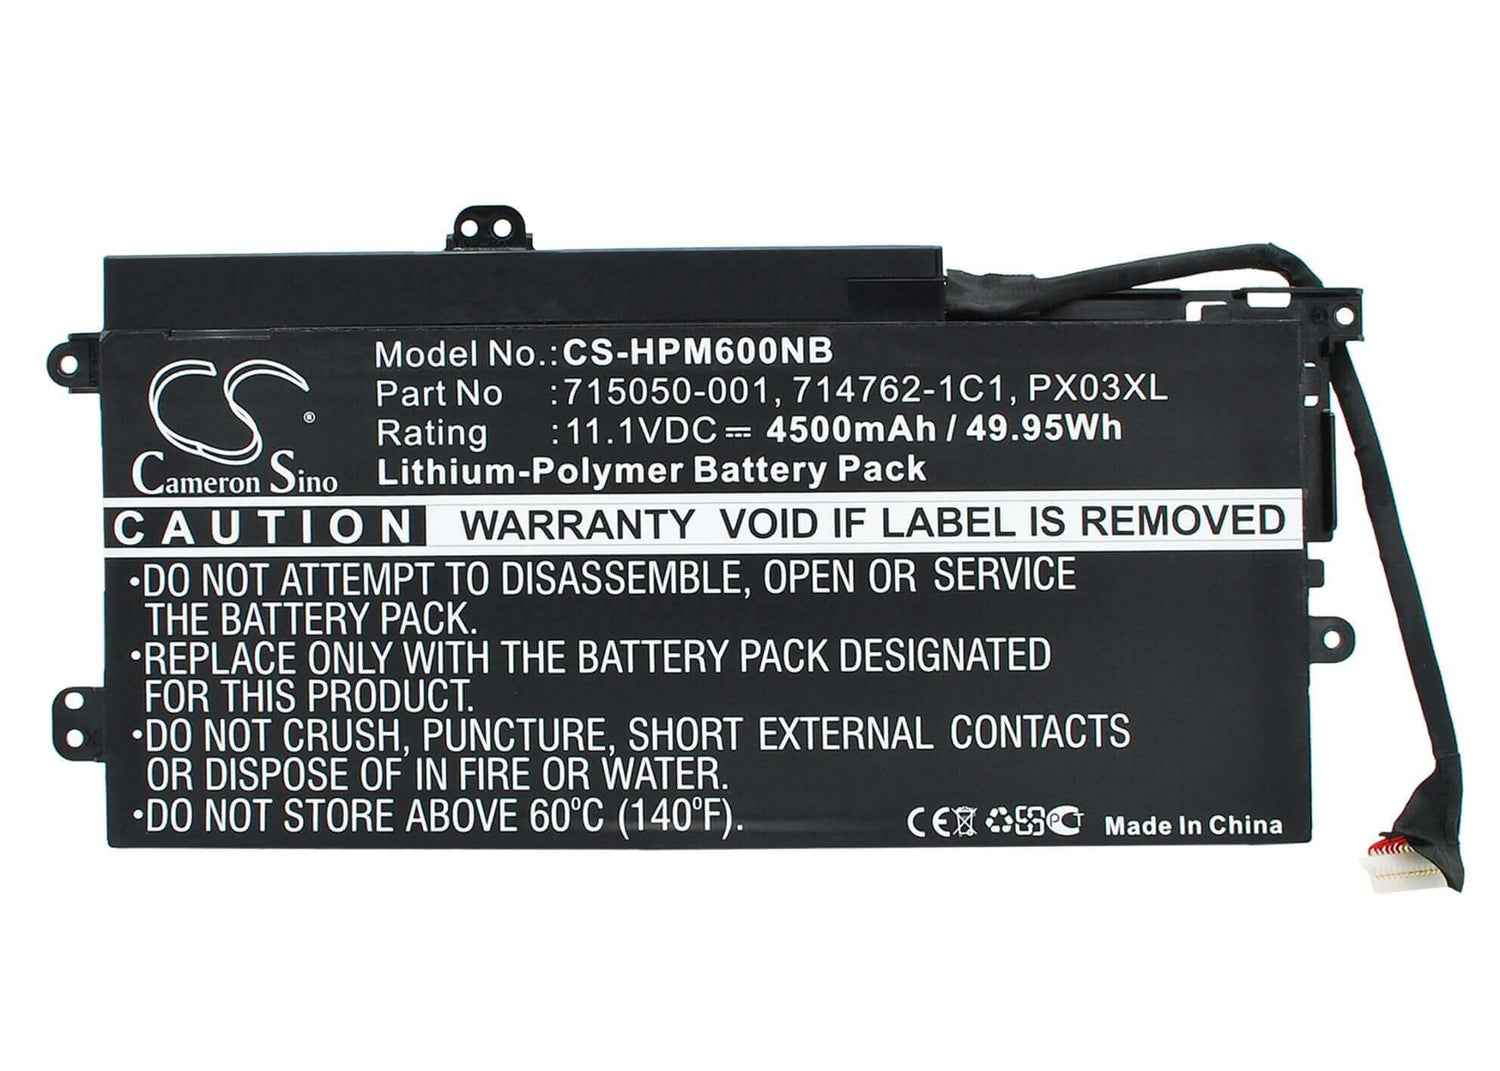 Model No.: CS-HPM600NB
Part No : 715050-001, 714762-1C1, PX03XL
Rating : 11.1VDC ⎓ 4500mAh / 49.95Wh
Lithium-Polymer Battery Pack
CS ®
Cameron Sino
CAUTION WARRANTY VOID IF LABEL IS REMOVED
•DO NOT ATTEMPT TO DISASSEMBLE, OPEN OR SERVICE
THE BATTERY PACK.
•REPLACE ONLY WITH THE BATTERY PACK DESIGNATED
FOR THIS PRODUCT.
•DO NOT CRUSH, PUNCTURE, SHORT EXTERNAL CONTACTS
OR DISPOSE OF IN FIRE OR WATER.
•DO NOT STORE ABOVE 60°C (140°F).
CE PCT Made In China